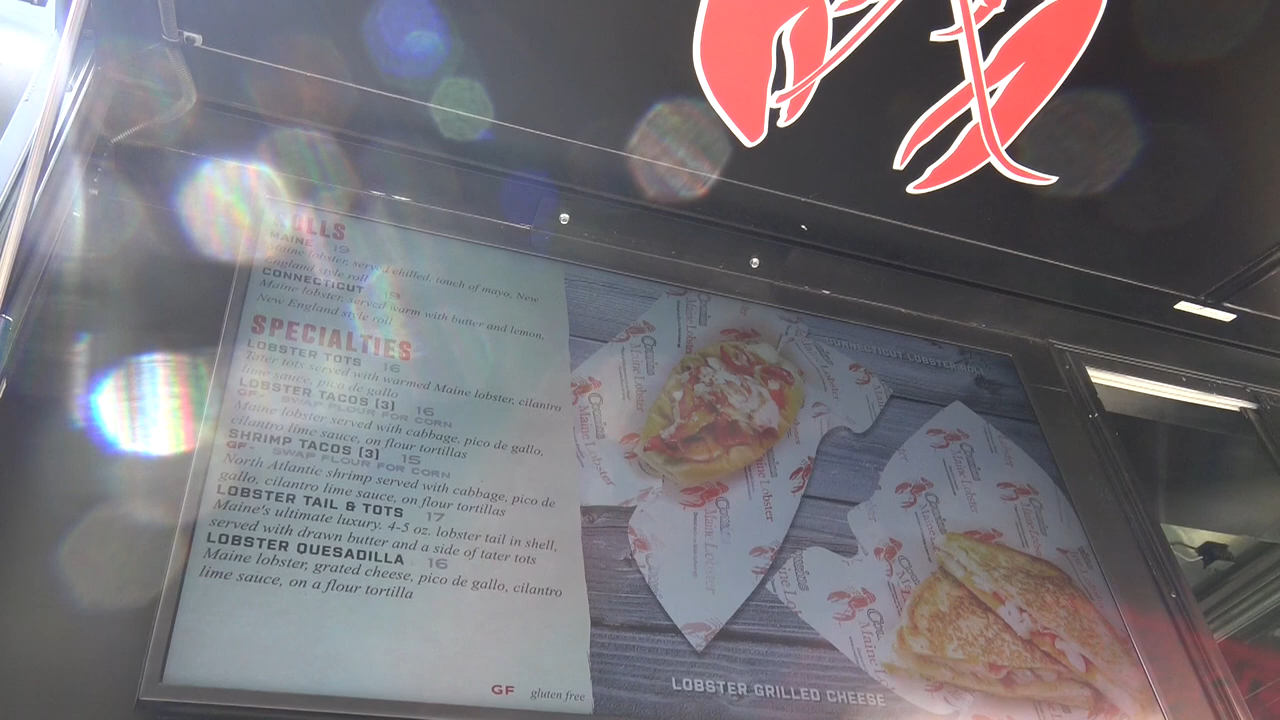 ROLLS
MAINE 19
Maine lobster, served chilled, touch of mayo, New
England style roll
CONNECTICUT 19
Maine lobster, served warm with butter and lemon,
New England style roll
SPECIALTIES
LOBSTER TOTS 16
Tater tots served with warmed Maine lobster, cilantro
lime sauce, pico de gallo
LOBSTER TACOS (3) 16
GF - SWAP FLOUR FOR CORN
Maine lobster served with cabbage, pico de gallo,
cilantro lime sauce, on flour tortillas
SHRIMP TACOS (3) 15
GF - SWAP FLOUR FOR CORN
North Atlantic shrimp served with cabbage, pico de
gallo, cilantro lime sauce, on flour tortillas
LOBSTER TAIL & TOTS 17
Maine's ultimate luxury. 4-5 oz. lobster tail in shell,
served with drawn butter and a side of tater tots
LOBSTER QUESADILLA 16
Maine lobster, grated cheese, pico de gallo, cilantro
lime sauce, on a flour tortilla
GF gluten free
CONNECTICUT LOBSTER ROLL
Cousins
Maine Lobster
LOBSTER GRILLED CHEESE